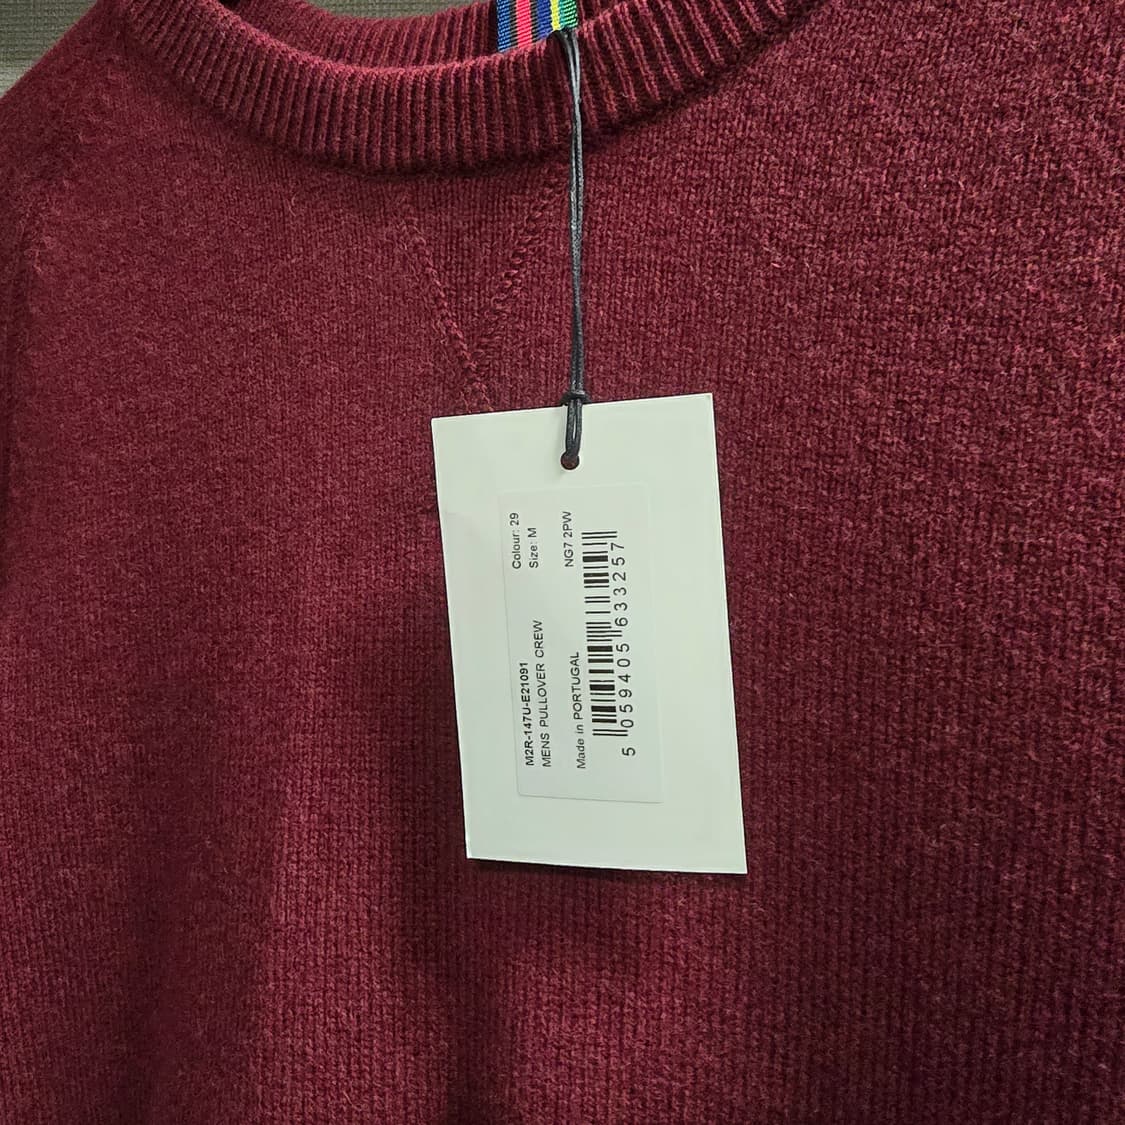 M2R-147U-E21091 Colour: 29
MENS PULLOVER CREW Size: M
Made in PORTUGAL NG7 2PW
5 059405 633257